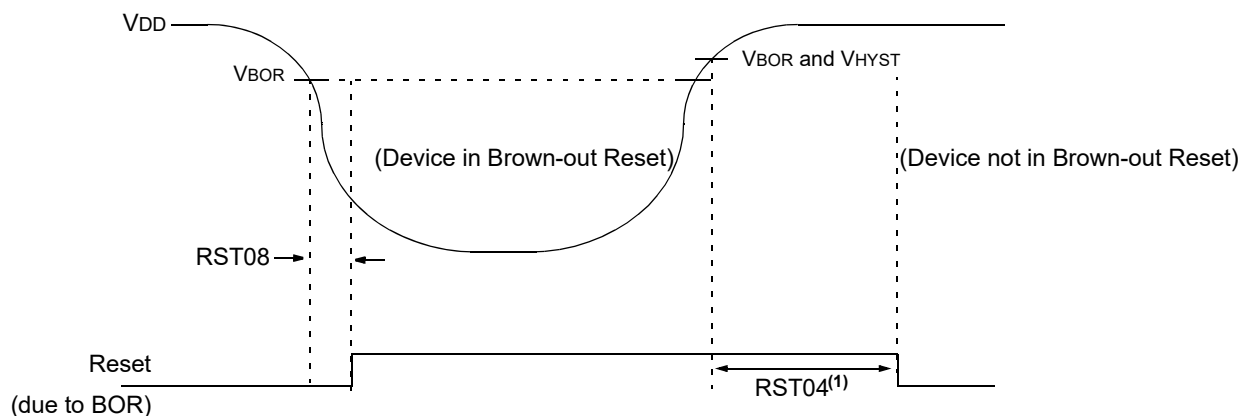 VDD
VBOR
VBOR and VHYST
(Device in Brown-out Reset)
(Device not in Brown-out Reset)
RST08
Reset
(due to BOR)
RST04(1)